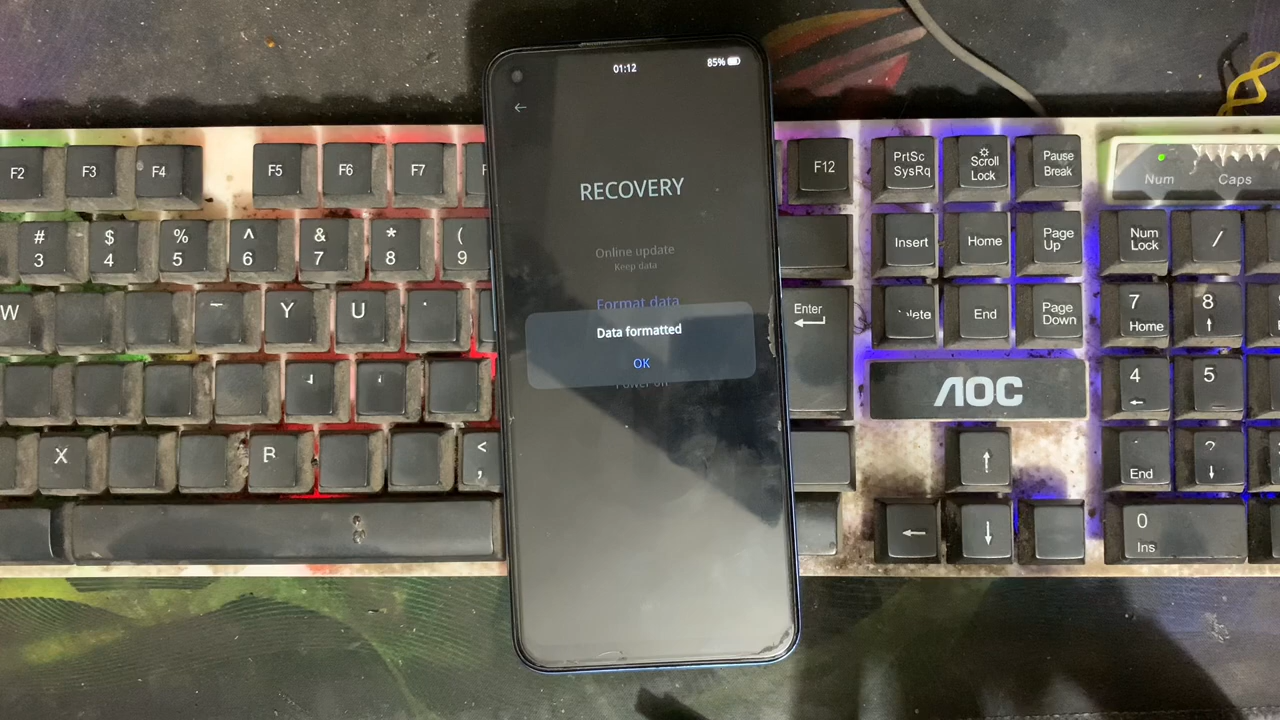 01:12
85%
RECOVERY
Online update
Keep data
Format data
Data formatted
OK
Power off
F2
F3
F4
F5
F6
F7
F12
PrtSc
SysRq
Scroll
Lock
Pause
Break
Num
Caps
#
3
$
4
%
5
^
6
&
7
*
8
(
9
Insert
Home
Page
Up
Num
Lock
/
W
Y
U
Enter
End
Page
Down
7
Home
8
AOC
4
5
X
B
<
,
End
0
Ins